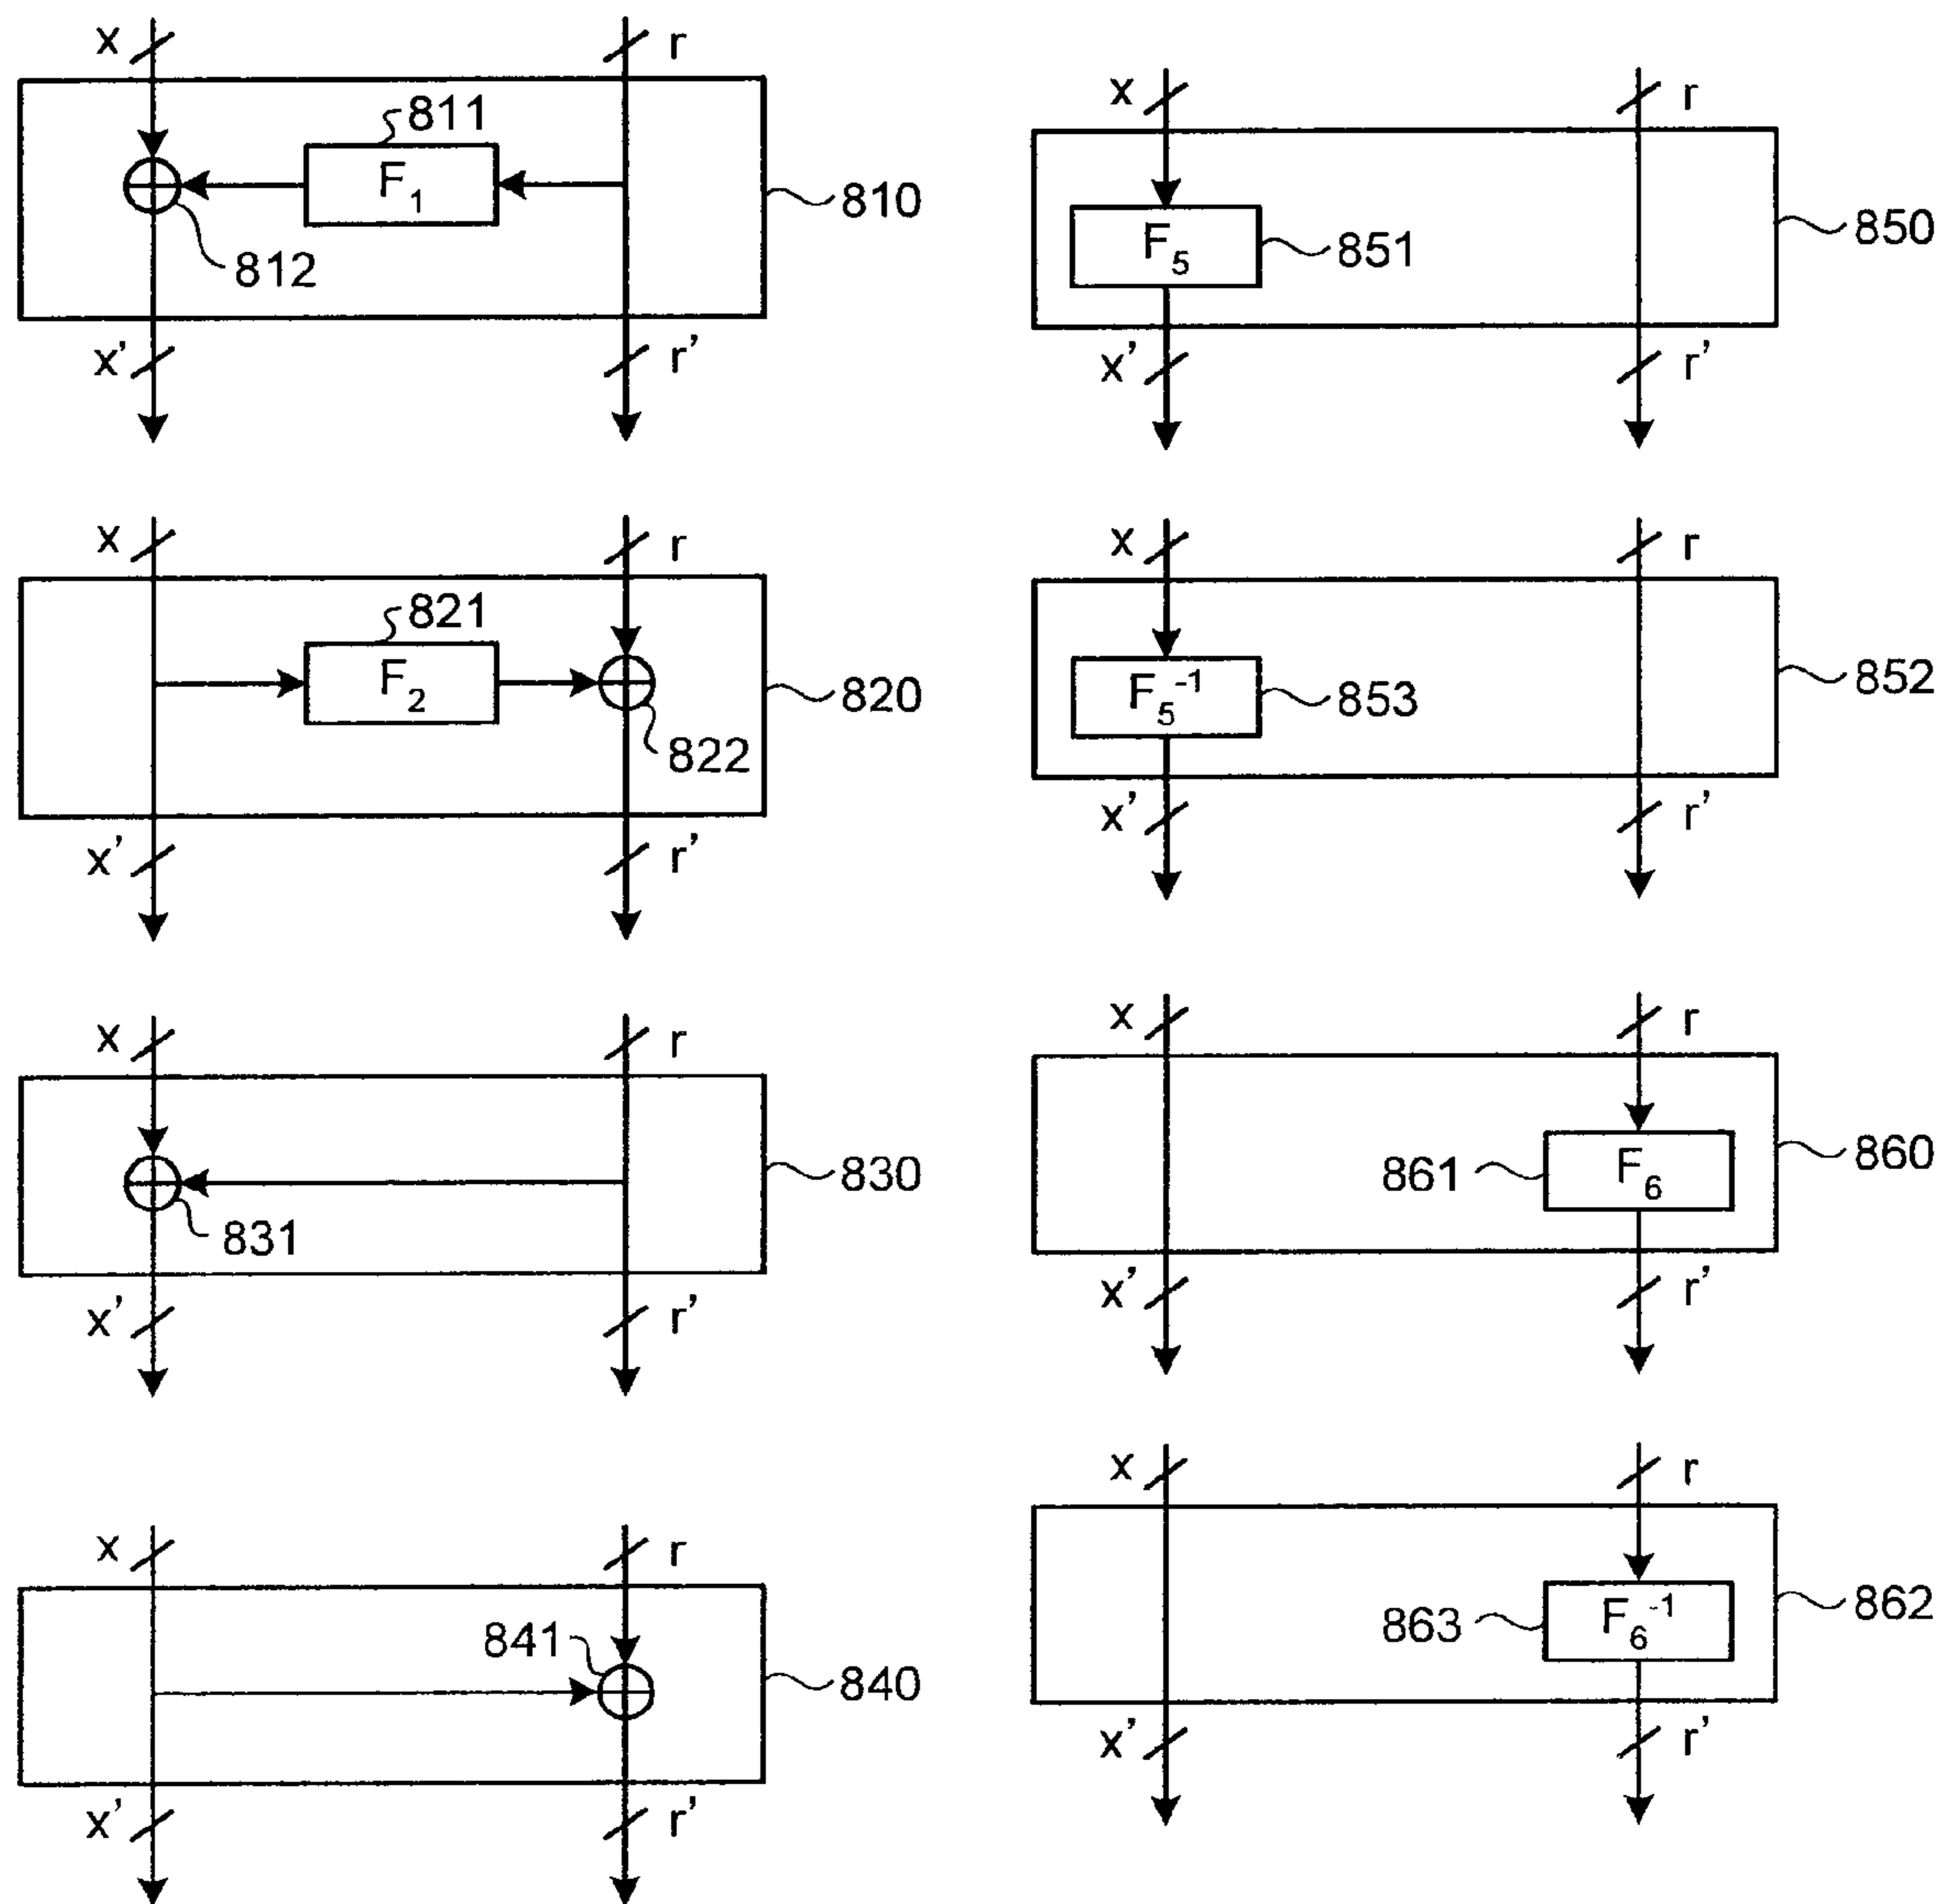 x r
811
F1
810
812
x' r'
x r
821
F2
820
822
x' r'
x r
830
831
x' r'
x r
841
840
x' r'
x r
850
F5
851
x' r'
x r
852
F5-1
853
x' r'
x r
860
861
F6
x' r'
x r
862
863
F6-1
x' r'